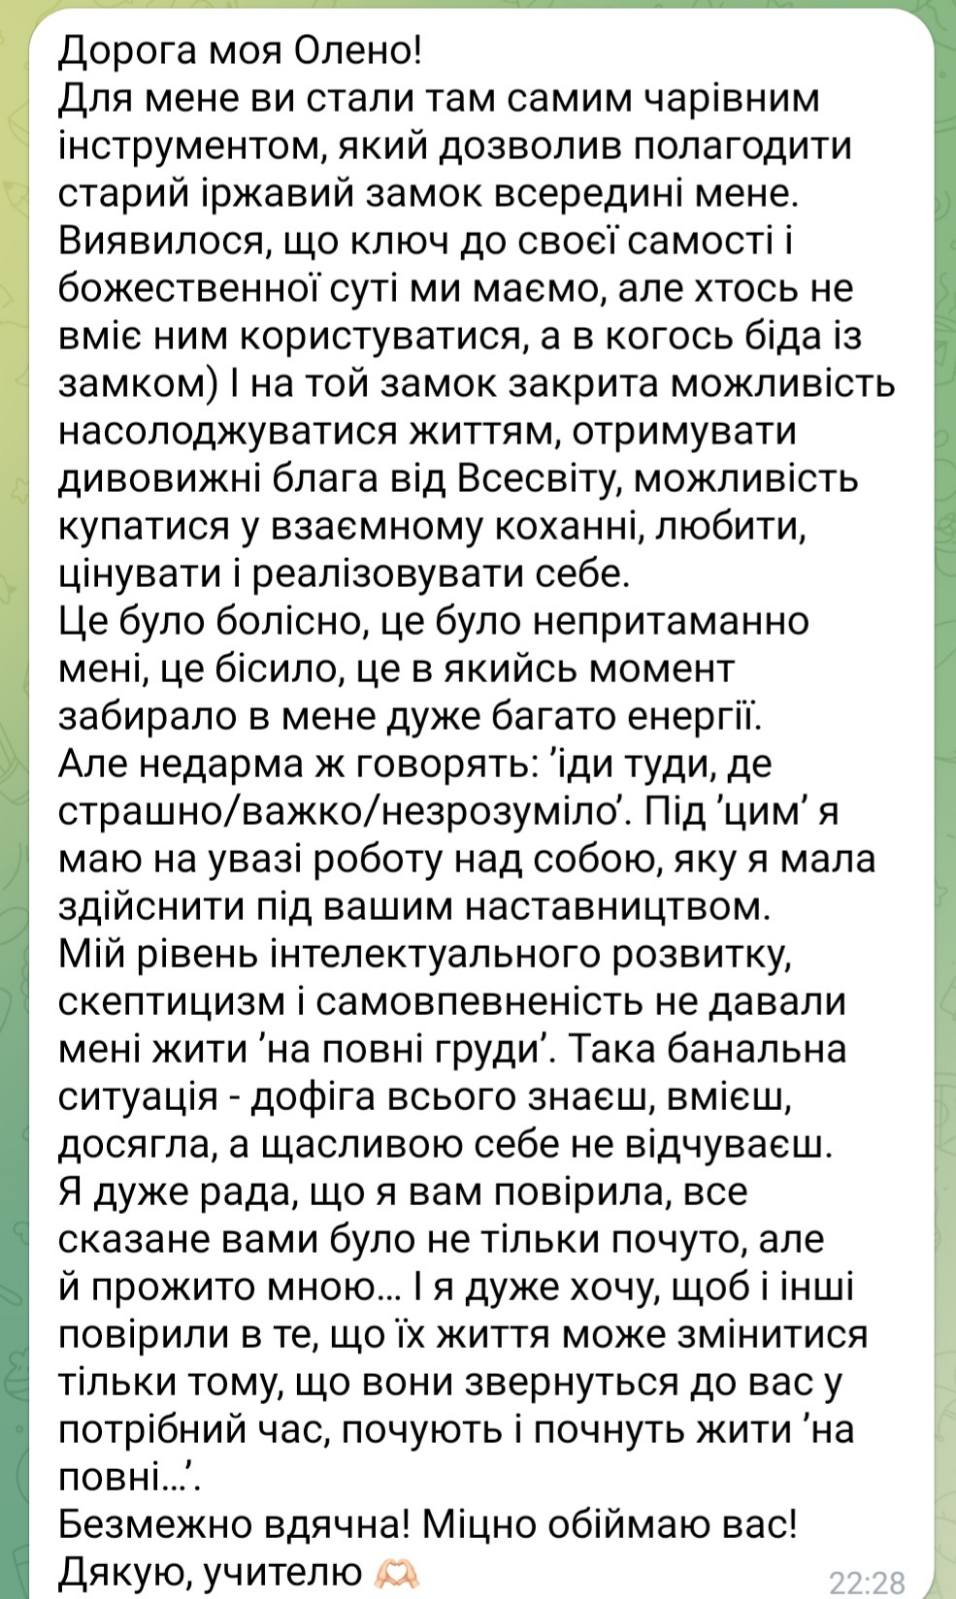 Дорога моя Олено!
Для мене ви стали там самим чарівним
інструментом, який дозволив полагодити
старий іржавий замок всередині мене.
Виявилося, що ключ до своєї самості і
божественної суті ми маємо, але хтось не
вміє ним користуватися, а в когось біда із
замком) І на той замок закрита можливість
насолоджуватися життям, отримувати
дивовижні блага від Всесвіту, можливість
купатися у взаємному коханні, любити,
цінувати і реалізовувати себе.
Це було болісно, це було непритаманно
мені, це бісило, це в якийсь момент
забирало в мене дуже багато енергії.
Але недарма ж говорять: ʼіди туди, де
страшно/важко/незрозумілоʼ. Під ʼцимʼ я
маю на увазі роботу над собою, яку я мала
здійснити під вашим наставництвом.
Мій рівень інтелектуального розвитку,
скептицизм і самовпевненість не давали
мені жити ʼна повні грудиʼ. Така банальна
ситуація - дофіга всього знаєш, вмієш,
досягла, а щасливою себе не відчуваєш.
Я дуже рада, що я вам повірила, все
сказане вами було не тільки почуто, але
й прожито мною... І я дуже хочу, щоб і інші
повірили в те, що їх життя може змінитися
тільки тому, що вони звернуться до вас у
потрібний час, почують і почнуть жити ʼна
повні...ʼ.
Безмежно вдячна! Міцно обіймаю вас!
Дякую, учителю 🫶🏻
22:28